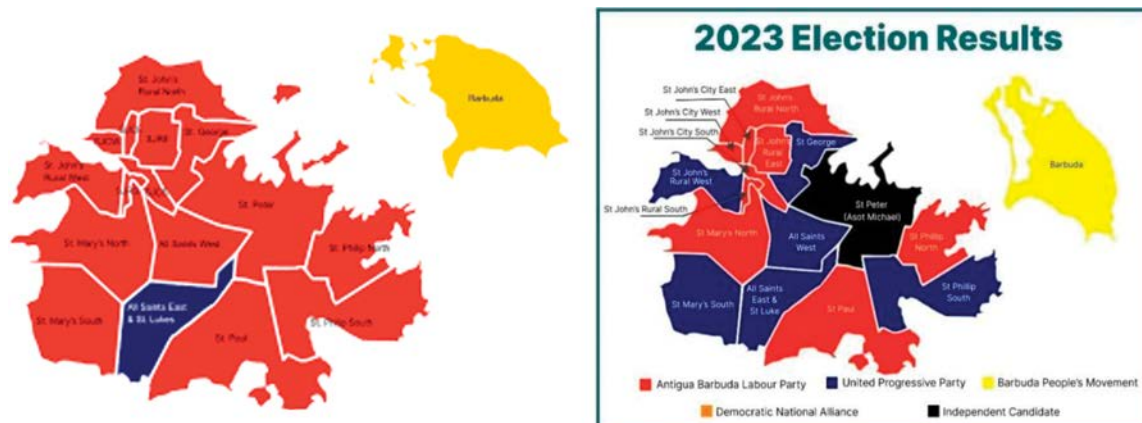 St. John's
Rural North
SJRE
St. George
St. John's
Rural West
St. Peter
St. Mary's North
All Saints West
St. Philip North
St. Mary's South
All Saints East
& St. Lukes
St. Paul
St. Philip South
Barbuda
2023 Election Results
St John's City East
St John's City West
St John's City South
St John's
Rural North
St John's
Rural
East
St George
St John's
Rural West
St John's Rural South
St Peter
(Asot Michael)
St Mary's North
All Saints
West
St Phillip
North
St Mary's South
All Saints
East &
St Luke
St Paul
St Phillip
South
Barbuda
Antigua Barbuda Labour Party
United Progressive Party
Barbuda People's Movement
Democratic National Alliance
Independent Candidate